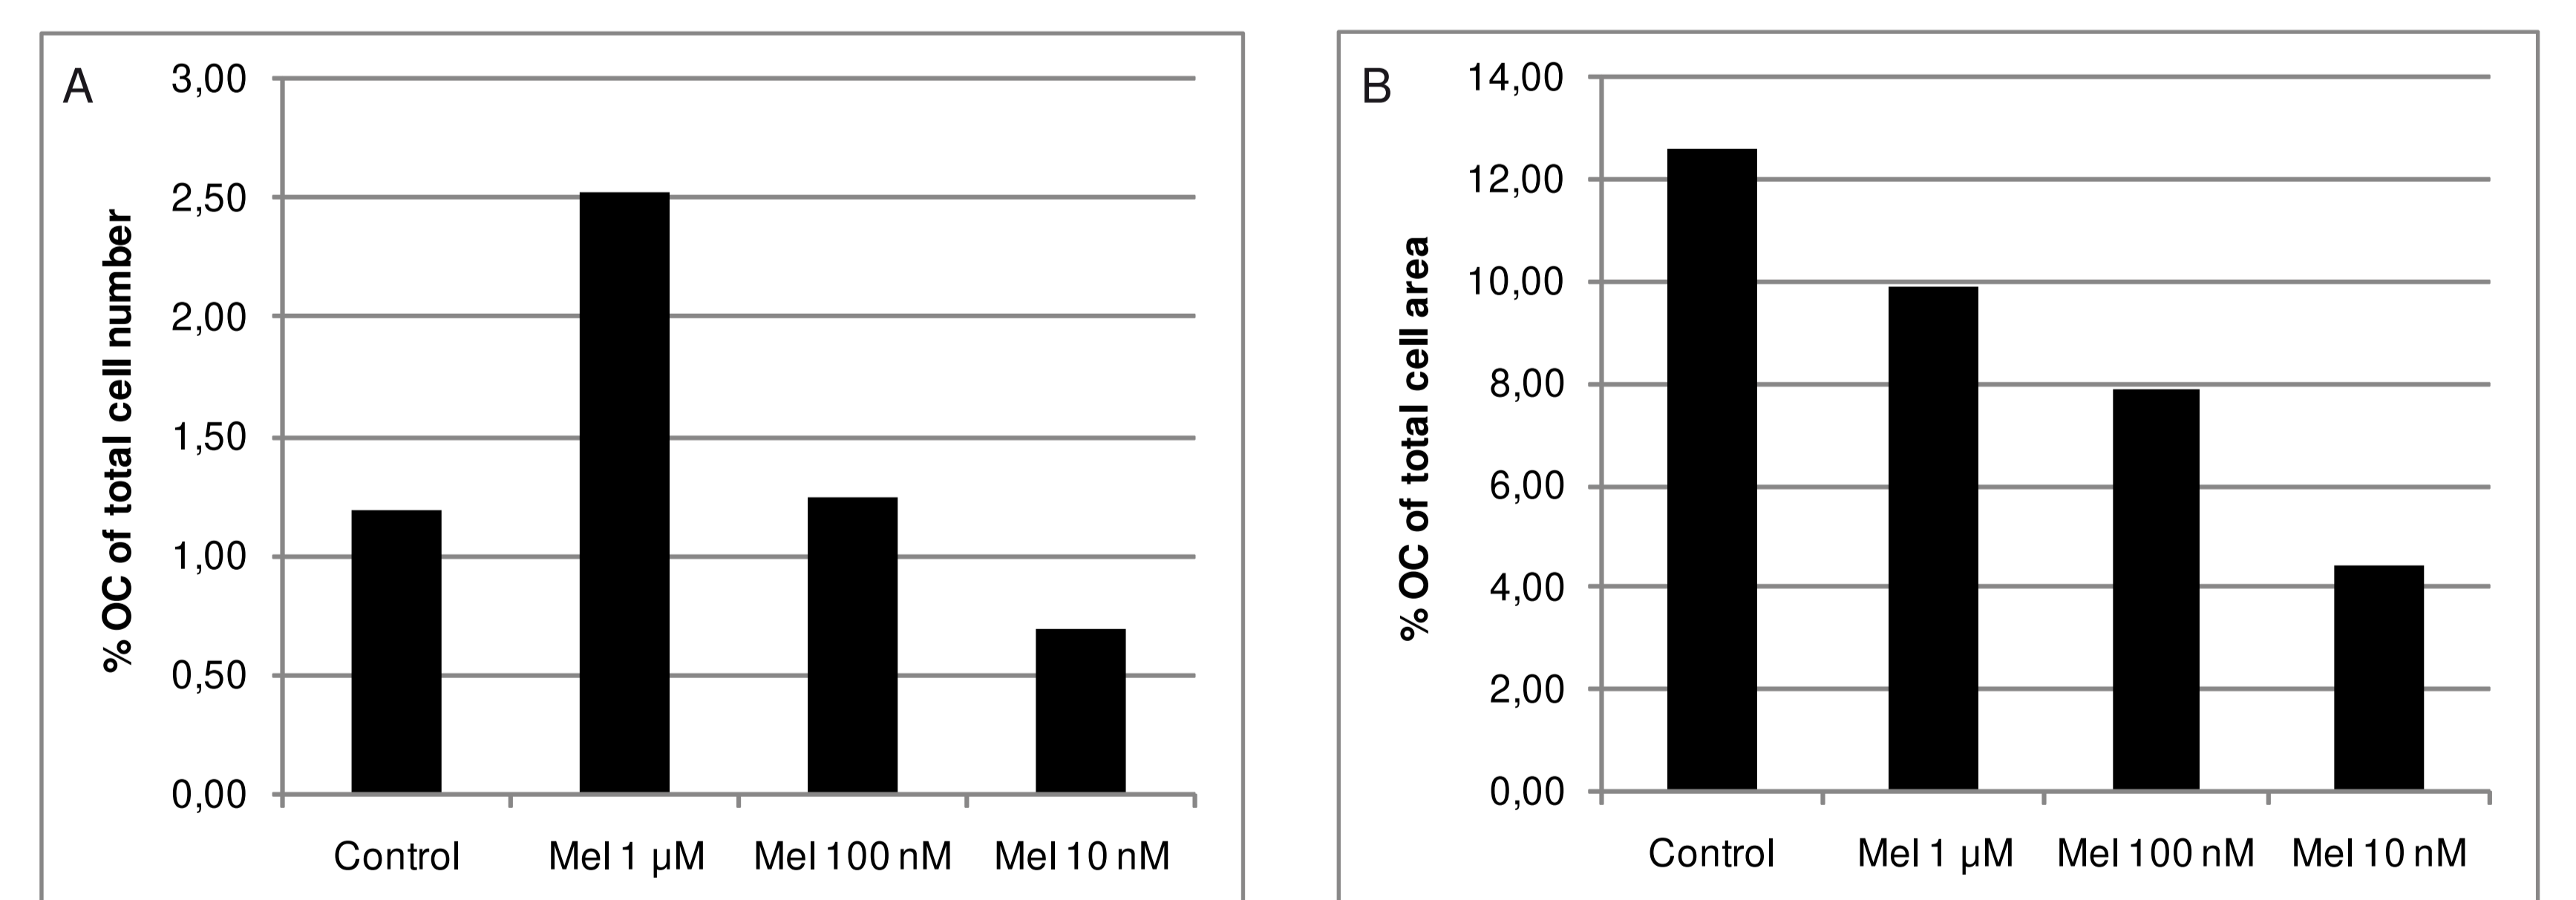 A
% OC of total cell number
3,00
2,50
2,00
1,50
1,00
0,50
0,00
Control Mel 1 µM Mel 100 nM Mel 10 nM
B
% OC of total cell area
14,00
12,00
10,00
8,00
6,00
4,00
2,00
0,00
Control Mel 1 µM Mel 100 nM Mel 10 nM